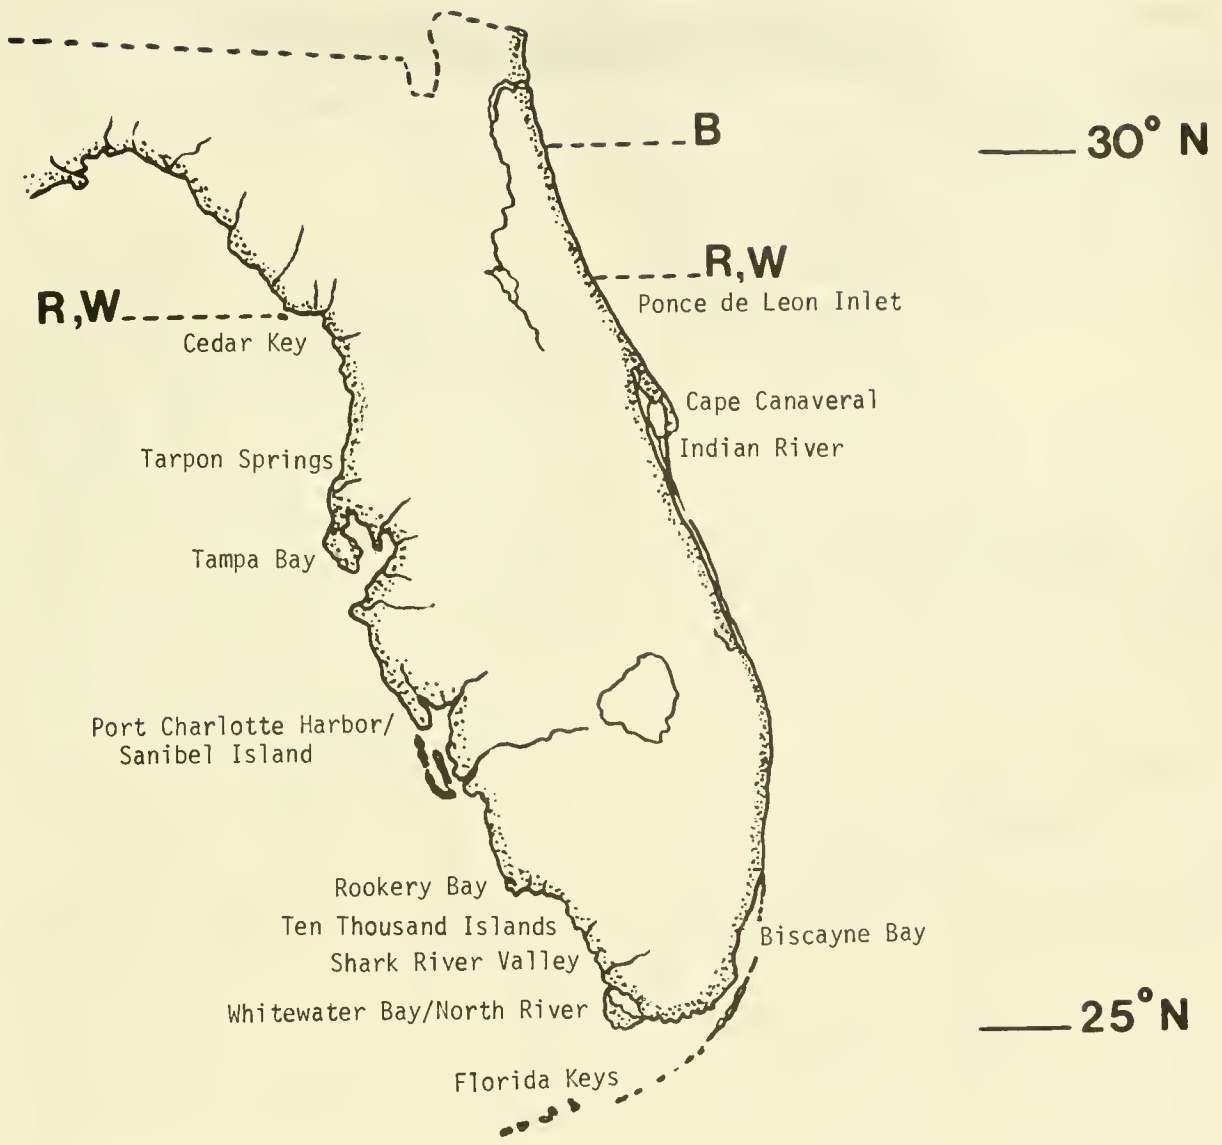 B
30° N
R,W
Ponce de Leon Inlet
R,W
Cedar Key
Cape Canaveral
Indian River
Tarpon Springs
Tampa Bay
Port Charlotte Harbor/
Sanibel Island
Rookery Bay
Ten Thousand Islands
Biscayne Bay
Shark River Valley
Whitewater Bay/North River
25° N
Florida Keys